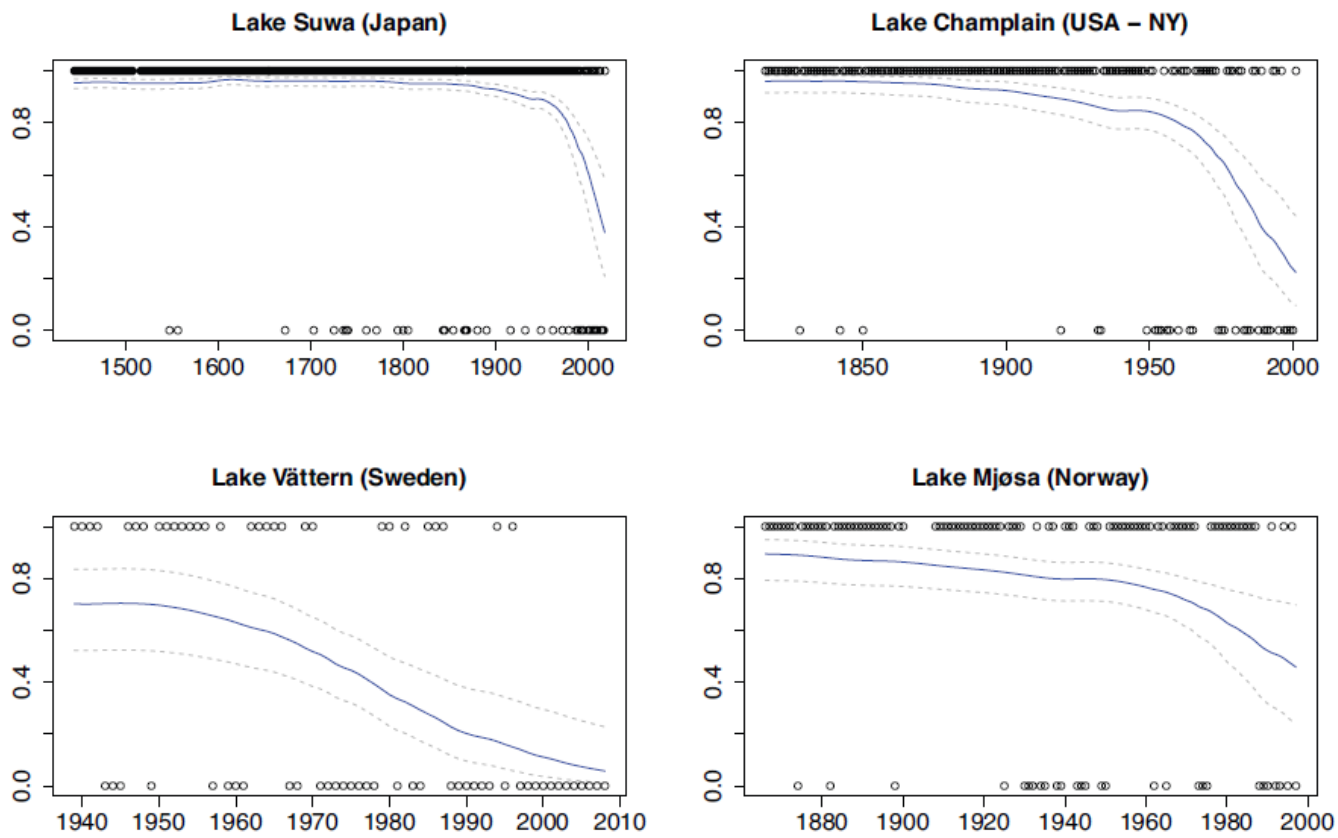 Lake Suwa (Japan)
0.8
0.4
0.0
1500 1600 1700 1800 1900 2000
Lake Champlain (USA – NY)
0.8
0.4
0.0
1850 1900 1950 2000
Lake Vättern (Sweden)
0.8
0.4
0.0
1940 1950 1960 1970 1980 1990 2000 2010
Lake Mjøsa (Norway)
0.8
0.4
0.0
1880 1900 1920 1940 1960 1980 2000